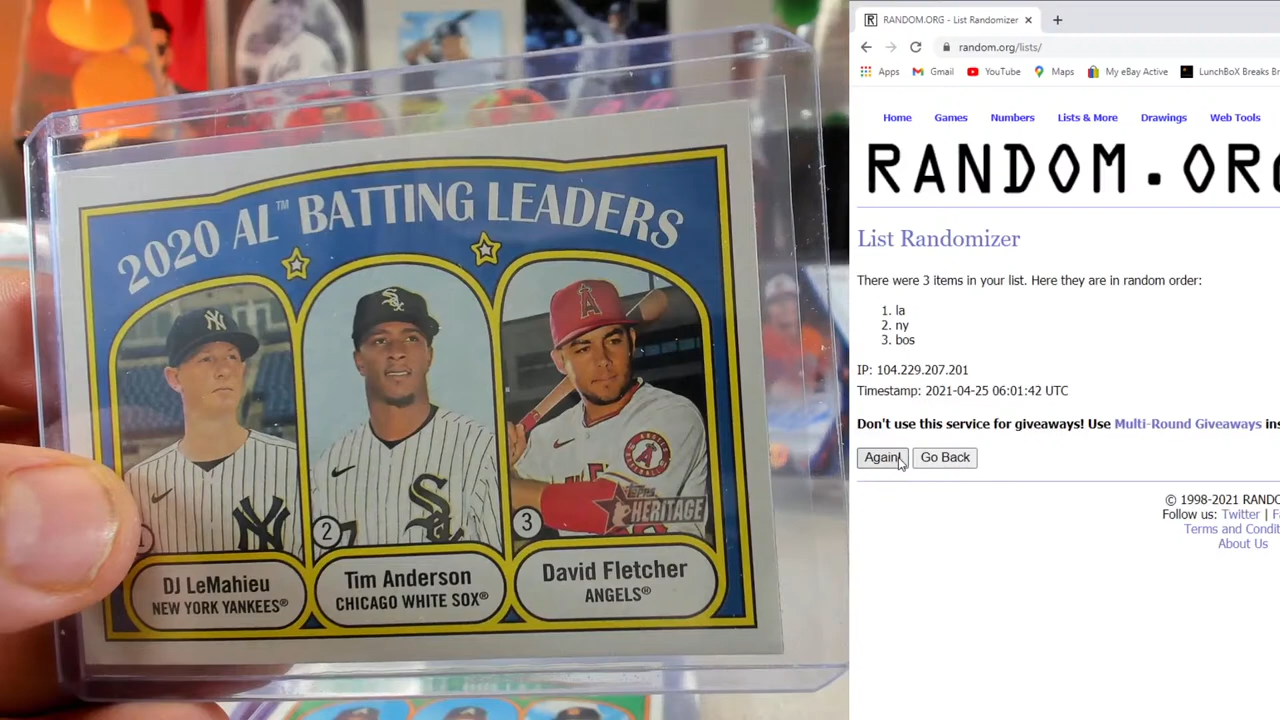 2020 AL™ BATTING LEADERS
2
3
Topps
HERITAGE
DJ LeMahieu
NEW YORK YANKEES®
Tim Anderson
CHICAGO WHITE SOX®
David Fletcher
ANGELS®
RANDOM.ORG - List Randomizer
random.org/lists/
Apps
Gmail
YouTube
Maps
My eBay Active
LunchBoX Breaks
Home
Games
Numbers
Lists & More
Drawings
Web Tools
RANDOM.OR
List Randomizer
There were 3 items in your list. Here they are in random order:
1. la
2. ny
3. bos
IP: 104.229.207.201
Timestamp: 2021-04-25 06:01:42 UTC
Don't use this service for giveaways! Use Multi-Round Giveaways ins
Again!
Go Back
© 1998-2021 RANDO
Follow us: Twitter | F
Terms and Condit
About Us